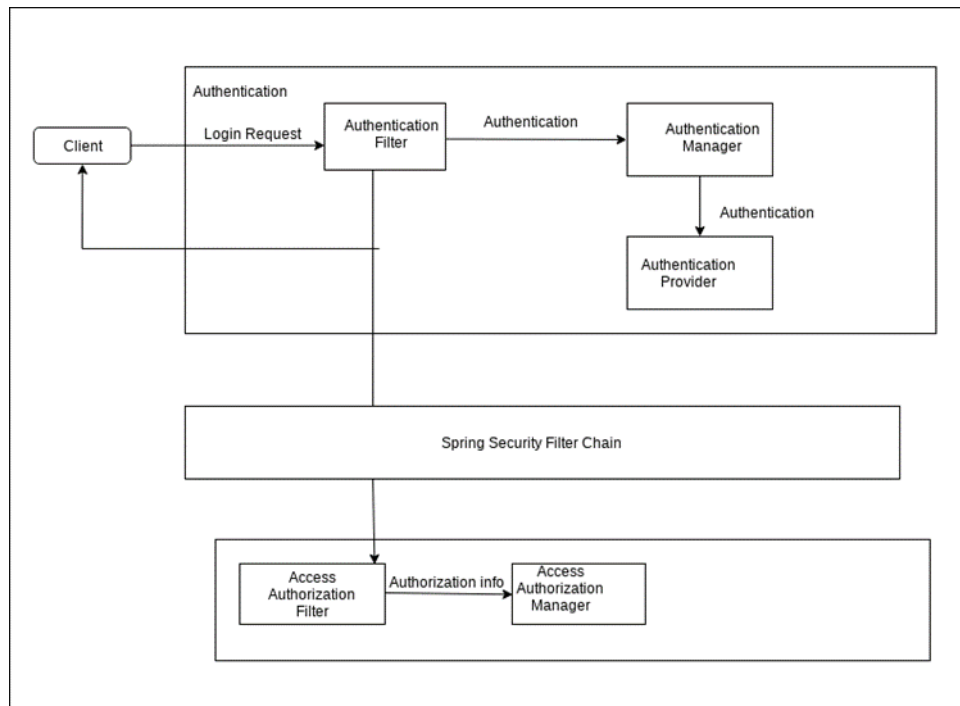 Authentication
Client
Login Request
Authentication
Filter
Authentication
Authentication
Manager
Authentication
Authentication
Provider
Spring Security Filter Chain
Access
Authorization
Filter
Authorization info
Access
Authorization
Manager